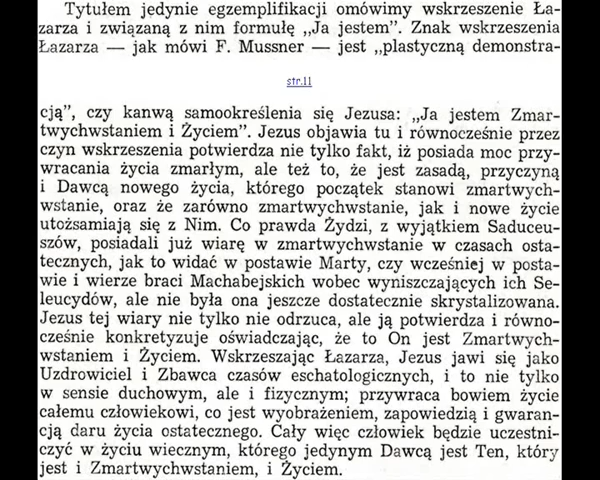 Tytułem jedynie egzemplifikacji omówimy wskrzeszenie Ła-
zarza i związaną z nim formułę „Ja jestem". Znak wskrzeszenia
Łazarza — jak mówi F. Mussner — jest „plastyczną demonstra-
str.11
cją", czy kanwą samookreślenia się Jezusa: „Ja jestem Zmar-
twychwstaniem i Życiem". Jezus objawia tu i równocześnie przez
czyn wskrzeszenia potwierdza nie tylko fakt, iż posiada moc przy-
wracania życia zmarłym, ale też to, że jest zasadą, przyczyną
i Dawcą nowego życia, którego początek stanowi zmartwych-
wstanie, oraz że zarówno zmartwychwstanie, jak i nowe życie
utożsamiają się z Nim. Co prawda Żydzi, z wyjątkiem Saduceu-
szów, posiadali już wiarę w zmartwychwstanie w czasach osta-
tecznych, jak to widać w postawie Marty, czy wcześniej w posta-
wie i wierze braci Machabejskich wobec wyniszczających ich Se-
leucydów, ale nie była ona jeszcze dostatecznie skrystalizowana.
Jezus tej wiary nie tylko nie odrzuca, ale ją potwierdza i równo-
cześnie konkretyzuje oświadczając, że to On jest Zmartwych-
wstaniem i Życiem. Wskrzeszając Łazarza, Jezus jawi się jako
Uzdrowiciel i Zbawca czasów eschatologicznych, i to nie tylko
w sensie duchowym, ale i fizycznym; przywraca bowiem życie
całemu człowiekowi, co jest wyobrażeniem, zapowiedzią i gwaran-
cją daru życia ostatecznego. Cały więc człowiek będzie uczestni-
czyć w życiu wiecznym, którego jedynym Dawcą jest Ten, który
jest i Zmartwychwstaniem, i Życiem.